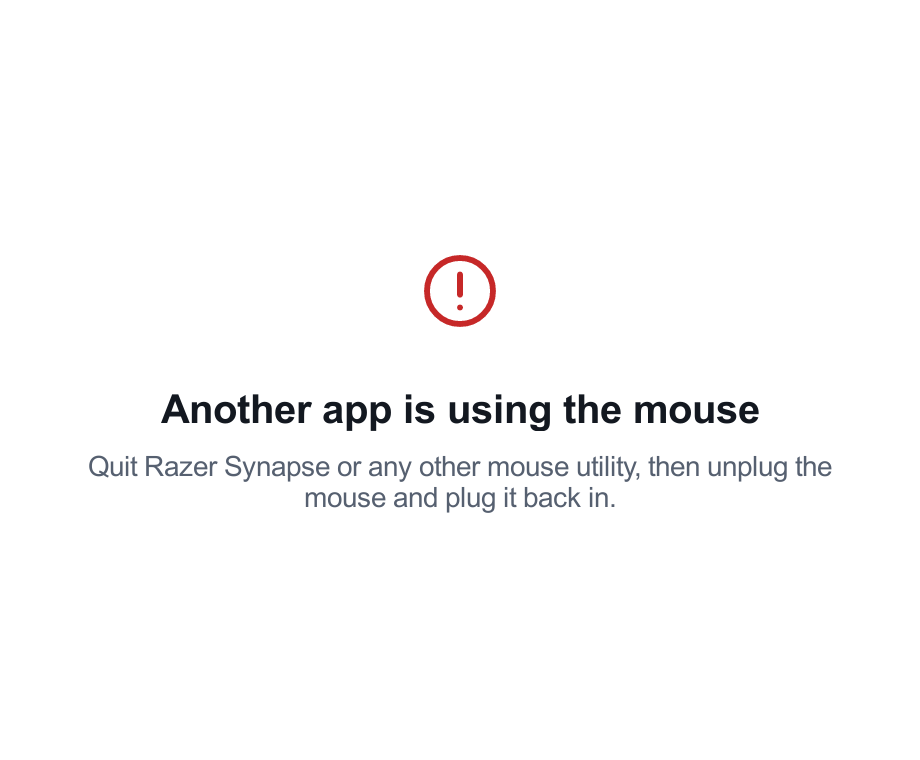 Another app is using the mouse
Quit Razer Synapse or any other mouse utility, then unplug the
mouse and plug it back in.